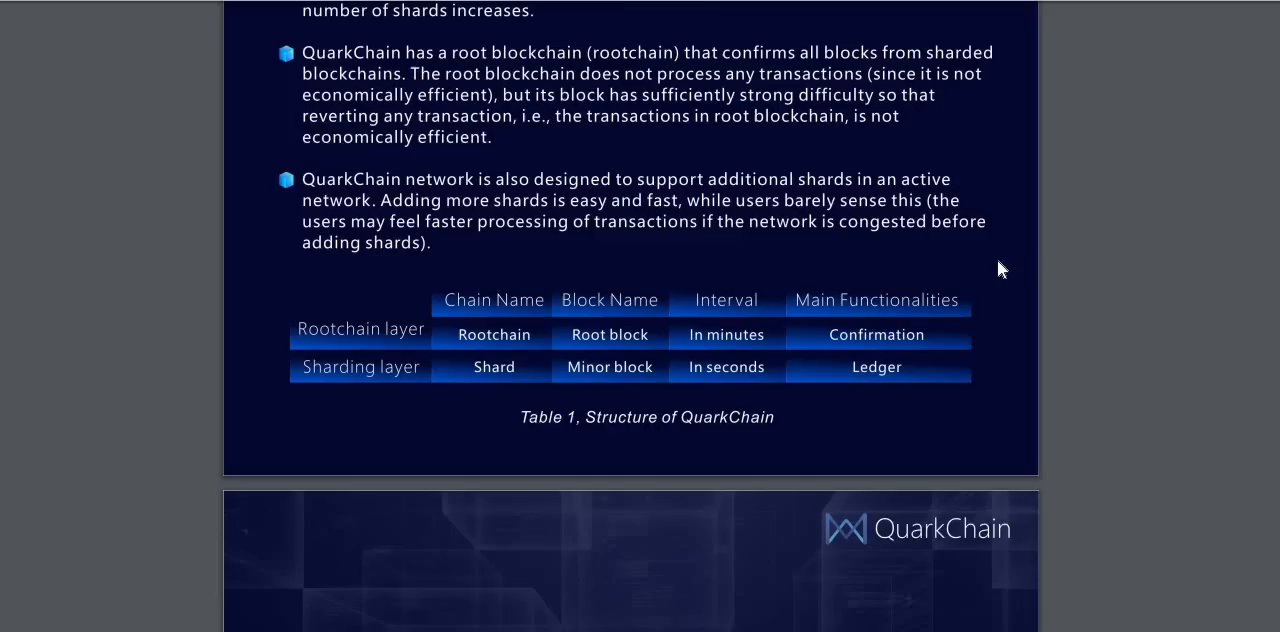 number of shards increases.
QuarkChain has a root blockchain (rootchain) that confirms all blocks from sharded
blockchains. The root blockchain does not process any transactions (since it is not
economically efficient), but its block has sufficiently strong difficulty so that
reverting any transaction, i.e., the transactions in root blockchain, is not
economically efficient.
QuarkChain network is also designed to support additional shards in an active
network. Adding more shards is easy and fast, while users barely sense this (the
users may feel faster processing of transactions if the network is congested before
adding shards).
Chain Name Block Name Interval Main Functionalities
Rootchain layer Rootchain Root block In minutes Confirmation
Sharding layer Shard Minor block In seconds Ledger
Table 1, Structure of QuarkChain
QuarkChain